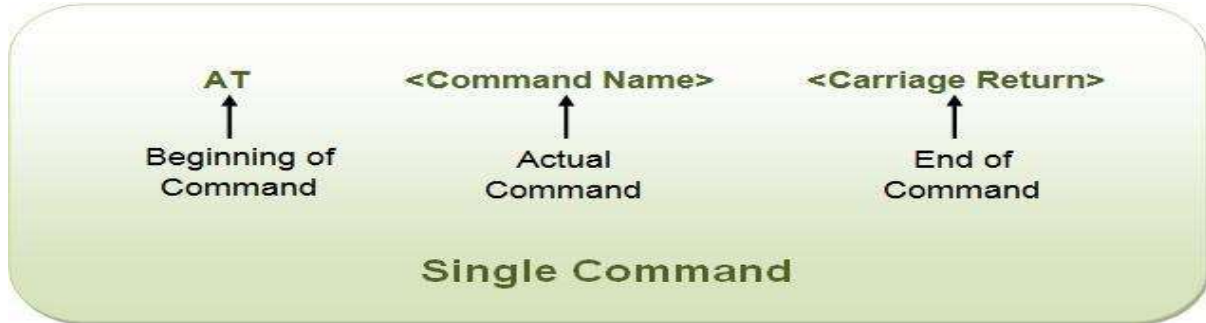 AT <Command Name> <Carriage Return>
Beginning of Command
Actual Command
End of Command
Single Command